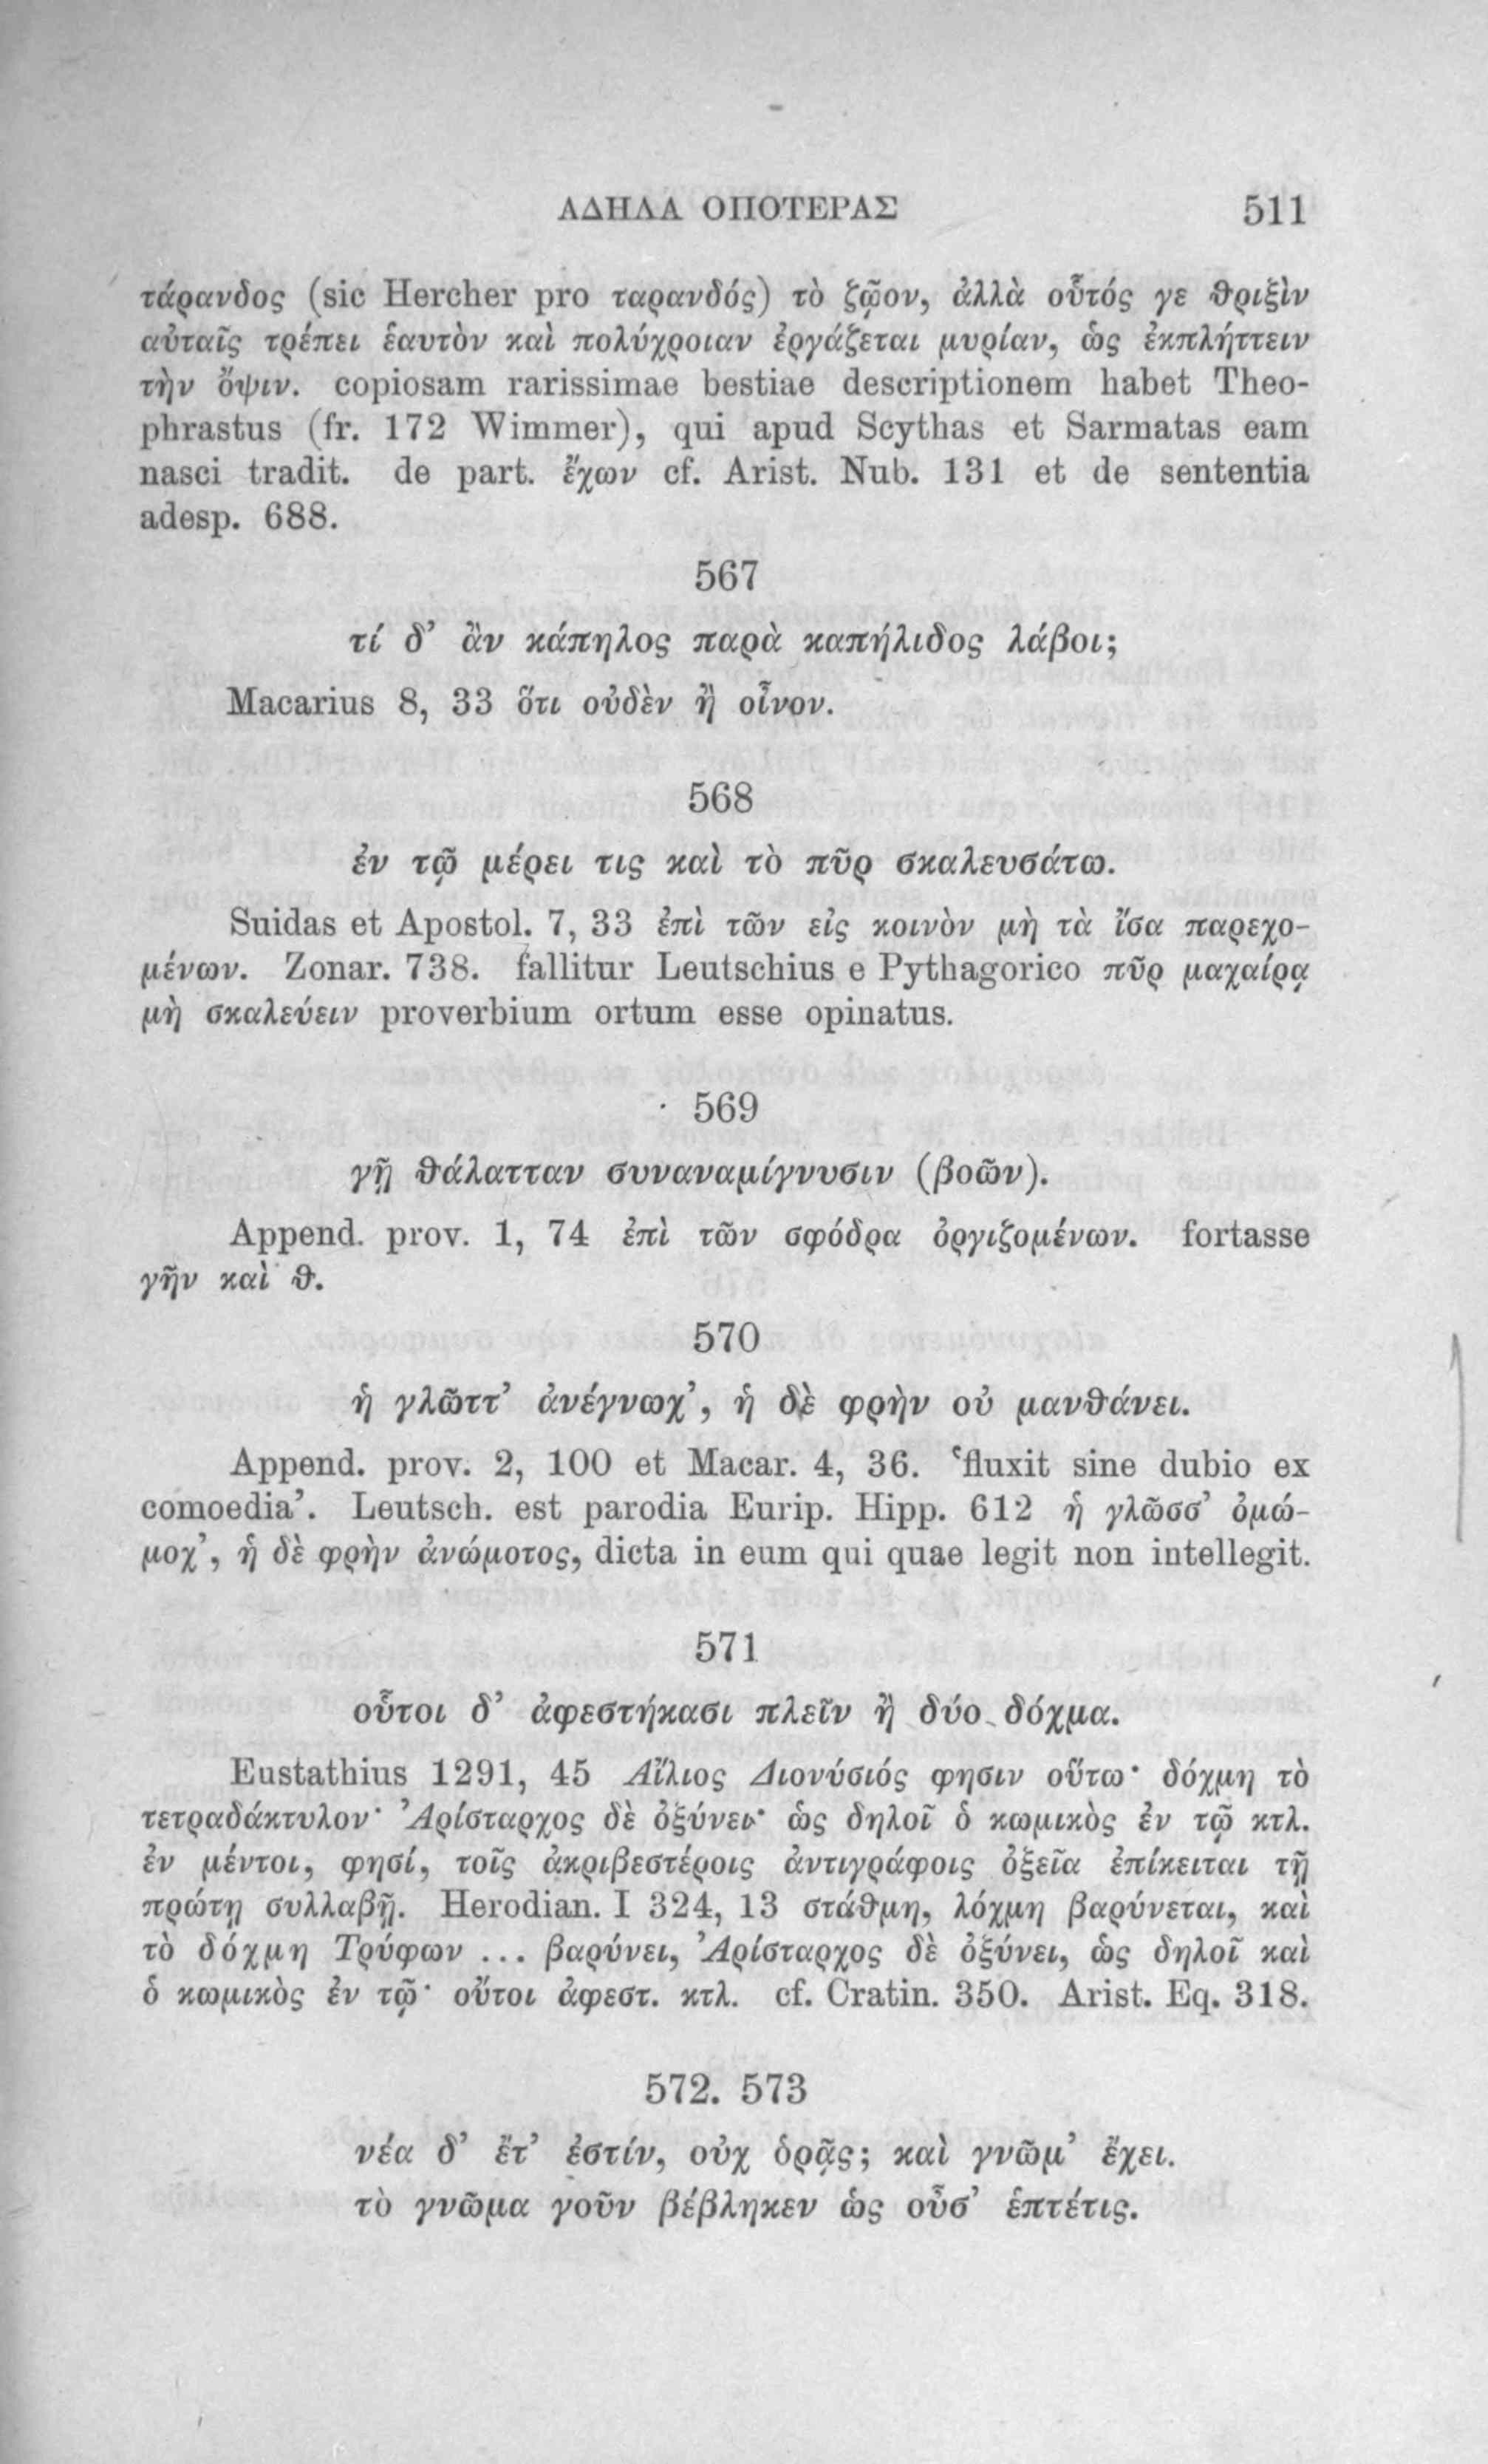 ΑΔΗΛΑ ΟΠΟΤΕΡΑΣ 511
τάρανδος (sic Hercher pro ταρανδός) τὸ ζῷον, ἀλλὰ οὗτός γε θριξὶν
αὐταῖς τρέπει ἑαυτὸν καὶ πολύχροιαν ἐργάζεται μυρίαν, ὡς ἐκπλήττειν
τὴν ὄψιν. copiosam rarissimae bestiae descriptionem habet Theo-
phrastus (fr. 172 Wimmer), qui apud Scythas et Sarmatas eam
nasci tradit. de part. ἔχων cf. Arist. Nub. 131 et de sententia
adesp. 688.
567
τί δ’ ἂν κάπηλος παρὰ καπήλιδος λάβοι;
Macarius 8, 33 ὅτι οὐδὲν ἢ οἶνον.
568
ἐν τῷ μέρει τις καὶ τὸ πῦρ σκαλευσάτω.
Suidas et Apostol. 7, 33 ἐπὶ τῶν εἰς κοινὸν μὴ τὰ ἴσα παρεχο-
μένων. Zonar. 738. fallitur Leutschius e Pythagorico πῦρ μαχαίρᾳ
μὴ σκαλεύειν proverbium ortum esse opinatus.
569
γῇ θάλατταν συναναμίγνυσιν (βοῶν).
Append. prov. 1, 74 ἐπὶ τῶν σφόδρα ὀργιζομένων. fortasse
γῆν καὶ θ.
570
ἡ γλῶττ’ ἀνέγνωχ’, ἡ δὲ φρὴν οὐ μανθάνει.
Append. prov. 2, 100 et Macar. 4, 36. ‘fluxit sine dubio ex
comoedia’. Leutsch. est parodia Eurip. Hipp. 612 ἡ γλῶσσ’ ὀμώ-
μοχ’, ἡ δὲ φρὴν ἀνώμοτος, dicta in eum qui quae legit non intellegit.
571
οὗτοι δ’ ἀφεστήκασι πλεῖν ἢ δύο δόχμα.
Eustathius 1291, 45 Αἴλιος Διονύσιός φησιν οὕτω· δόχμη τὸ
τετραδάκτυλον· Ἀρίσταρχος δὲ ὀξύνει· ὡς δηλοῖ ὁ κωμικὸς ἐν τῷ κτλ.
ἐν μέντοι, φησί, τοῖς ἀκριβεστέροις ἀντιγράφοις ὀξεῖα ἐπίκειται τῇ
πρώτῃ συλλαβῇ. Herodian. I 324, 13 στάθμη, λόχμη βαρύνεται, καὶ
τὸ δόχμη Τρύφων ... βαρύνει, Ἀρίσταρχος δὲ ὀξύνει, ὡς δηλοῖ καὶ
ὁ κωμικὸς ἐν τῷ· οὗτοι ἀφεστ. κτλ. cf. Cratin. 350. Arist. Eq. 318.
572. 573
νέα δ’ ἔτ’ ἐστίν, οὐχ ὁρᾷς; καὶ γνῶμ’ ἔχει.
τὸ γνῶμα γοῦν βέβληκεν ὡς οὖσ’ ἑπτέτις.